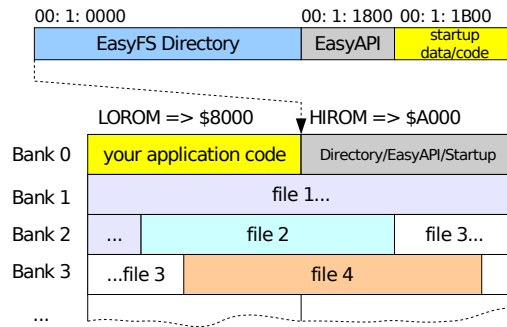 00: 1: 0000 00: 1: 1800 00: 1: 1B00
EasyFS Directory EasyAPI startup
data/code
LOROM => $8000 HIROM => $A000
Bank 0 your application code Directory/EasyAPI/Startup
Bank 1 file 1...
Bank 2 ... file 2 file 3...
Bank 3 ...file 3 file 4
...